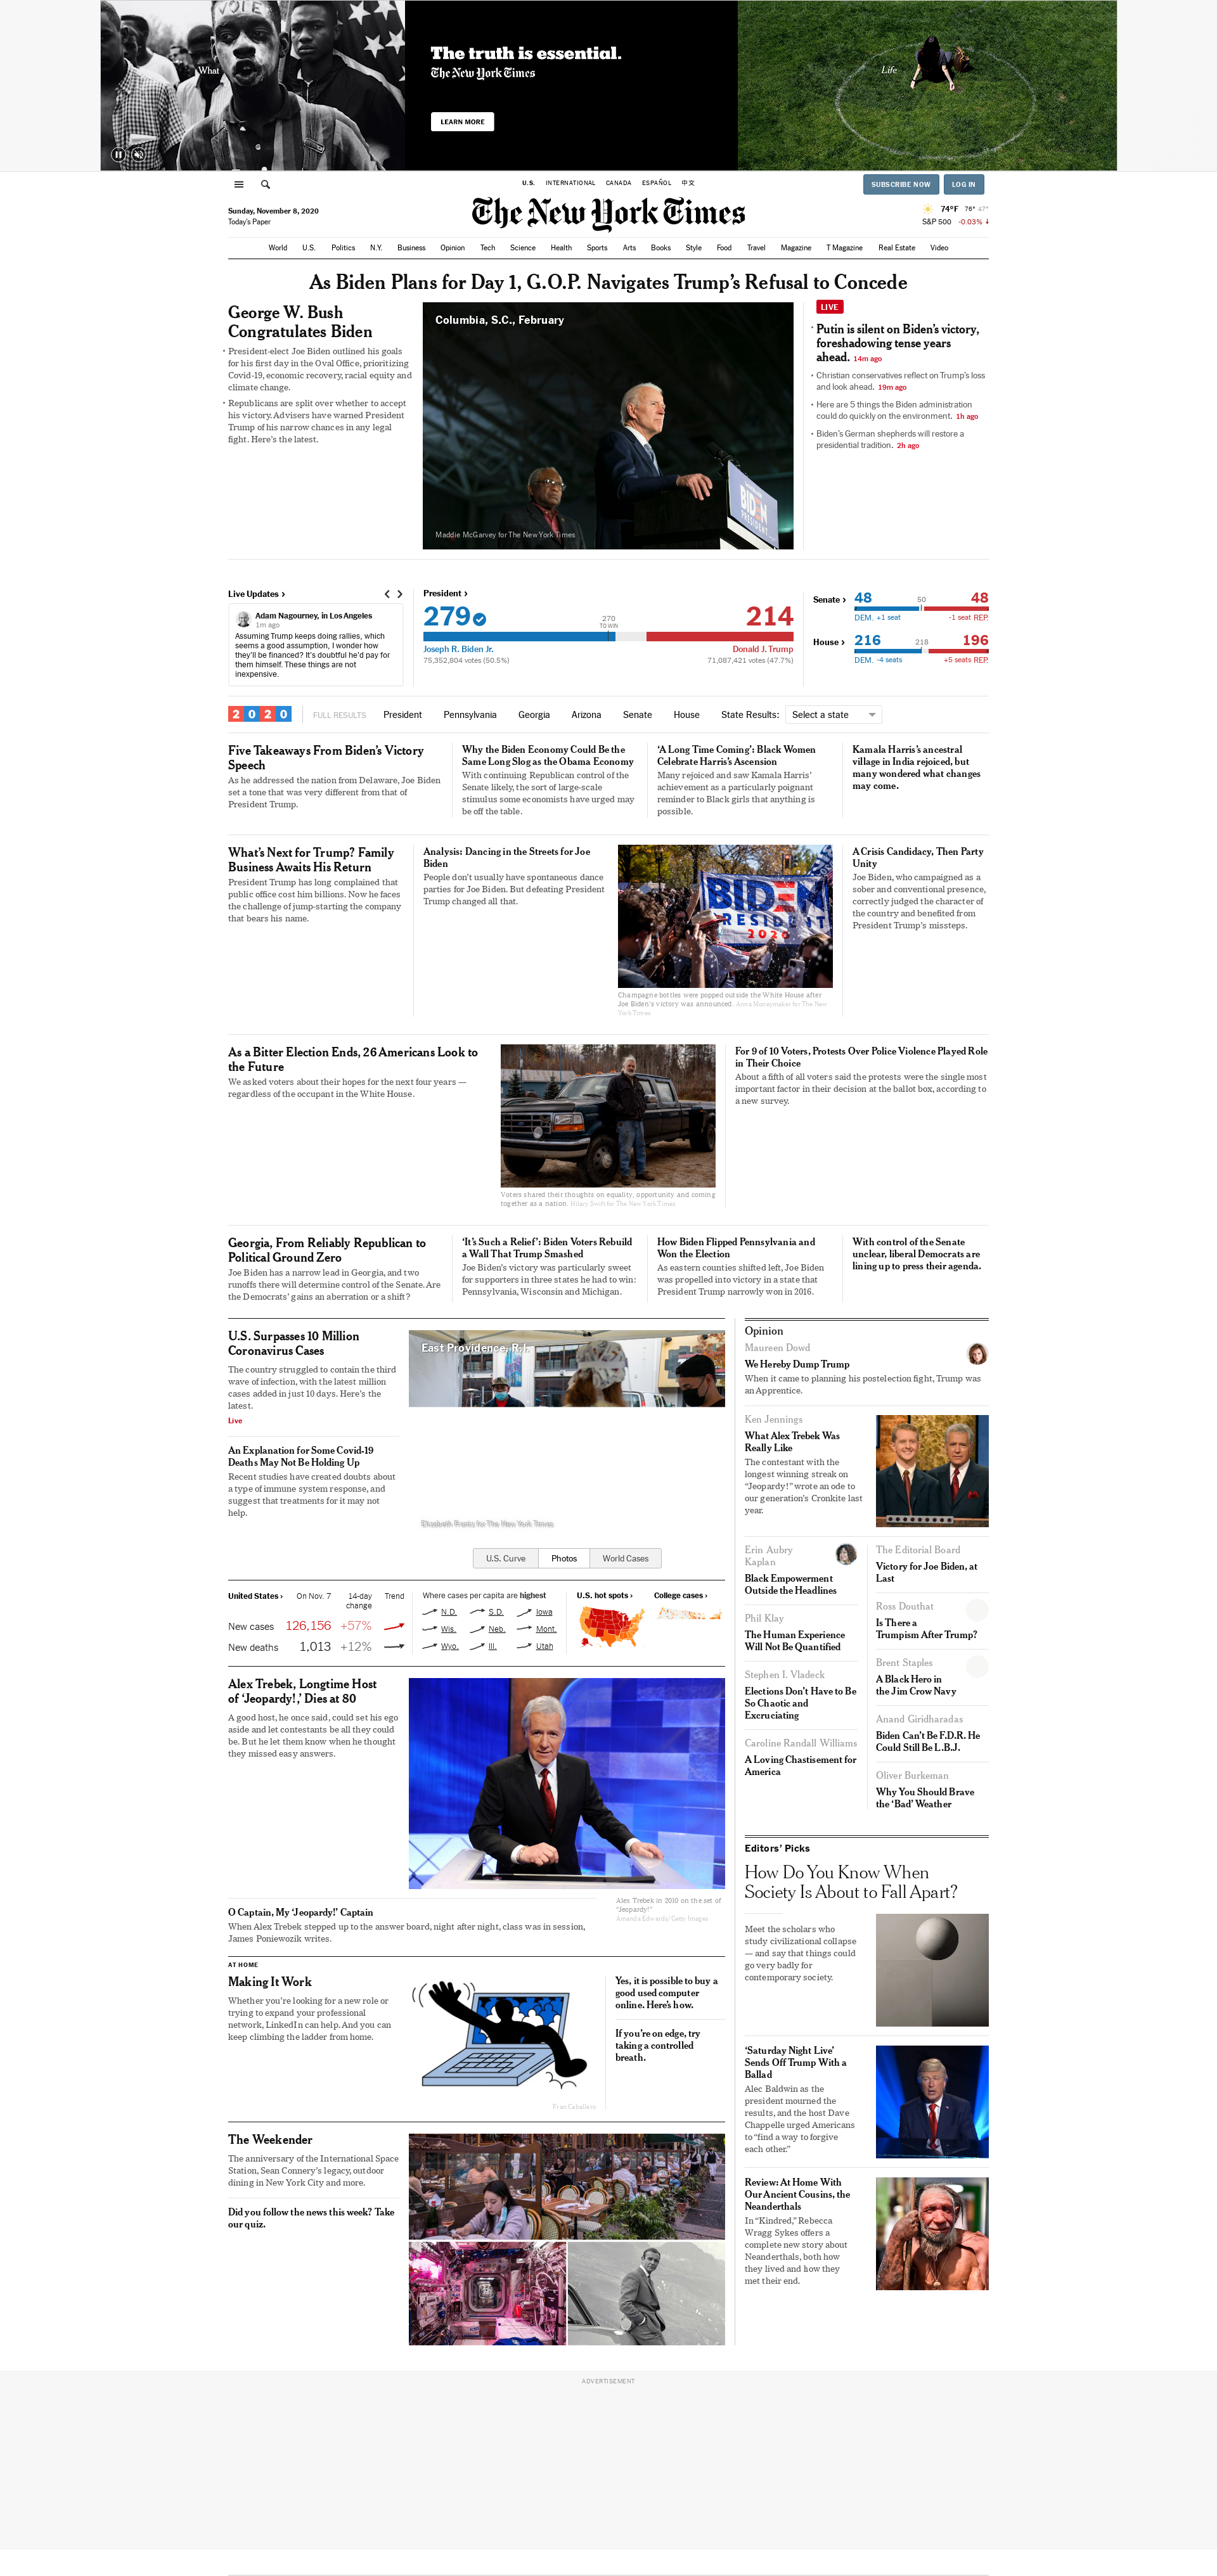 VOLE
What
The truth is essential.
The New York Times
LEARN MORE
Life
U.S. INTERNATIONAL CANADA ESPAÑOL 中文
SUBSCRIBE NOW LOG IN
Sunday, November 8, 2020
Today's Paper
The New York Times
74°F 76° 47°
S&P 500 -0.03%
World U.S. Politics N.Y. Business Opinion Tech Science Health Sports Arts Books Style Food Travel Magazine T Magazine Real Estate Video
As Biden Plans for Day 1, G.O.P. Navigates Trump's Refusal to Concede
George W. Bush
Congratulates Biden
President-elect Joe Biden outlined his goals
for his first day in the Oval Office, prioritizing
Covid-19, economic recovery, racial equity and
climate change.
Republicans are split over whether to accept
his victory. Advisers have warned President
Trump of his narrow chances in any legal
fight. Here's the latest.
Columbia, S.C., February
BIDEN
PRESIDENT
Maddie McGarvey for The New York Times
LIVE
Putin is silent on Biden's victory,
foreshadowing tense years
ahead. 14m ago
Christian conservatives reflect on Trump's loss
and look ahead. 19m ago
Here are 5 things the Biden administration
could do quickly on the environment. 1h ago
Biden's German shepherds will restore a
presidential tradition. 2h ago
Live Updates ›
Adam Nagourney, in Los Angeles
1m ago
Assuming Trump keeps doing rallies, which
seems a good assumption, I wonder how
they'll be financed? It's doubtful he'd pay for
them himself. These things are not
inexpensive.
President ›
279 270 214
TO WIN
Joseph R. Biden Jr. Donald J. Trump
75,352,804 votes (50.5%) 71,087,421 votes (47.7%)
Senate › 48 50 48
DEM. +1 seat -1 seat REP.
House › 216 218 196
DEM. -4 seats +5 seats REP.
2020 FULL RESULTS President Pennsylvania Georgia Arizona Senate House State Results: Select a state
Five Takeaways From Biden's Victory
Speech
As he addressed the nation from Delaware, Joe Biden
set a tone that was very different from that of
President Trump.
Why the Biden Economy Could Be the
Same Long Slog as the Obama Economy
With continuing Republican control of the
Senate likely, the sort of large-scale
stimulus some economists have urged may
be off the table.
'A Long Time Coming': Black Women
Celebrate Harris's Ascension
Many rejoiced and saw Kamala Harris'
achievement as a particularly poignant
reminder to Black girls that anything is
possible.
Kamala Harris's ancestral
village in India rejoiced, but
many wondered what changes
may come.
What's Next for Trump? Family
Business Awaits His Return
President Trump has long complained that
public office cost him billions. Now he faces
the challenge of jump-starting the company
that bears his name.
Analysis: Dancing in the Streets for Joe
Biden
People don't usually have spontaneous dance
parties for Joe Biden. But defeating President
Trump changed all that.
BIDEN
PRESIDENT
2020
Champagne bottles were popped outside the White House after
Joe Biden's victory was announced. Anna Moneymaker for The New
York Times
A Crisis Candidacy, Then Party
Unity
Joe Biden, who campaigned as a
sober and conventional presence,
correctly judged the character of
the country and benefited from
President Trump's missteps.
As a Bitter Election Ends, 26 Americans Look to
the Future
We asked voters about their hopes for the next four years —
regardless of the occupant in the White House.
Voters shared their thoughts on equality, opportunity and coming
together as a nation. Hilary Swift for The New York Times
For 9 of 10 Voters, Protests Over Police Violence Played Role
in Their Choice
About a fifth of all voters said the protests were the single most
important factor in their decision at the ballot box, according to
a new survey.
Georgia, From Reliably Republican to
Political Ground Zero
Joe Biden has a narrow lead in Georgia, and two
runoffs there will determine control of the Senate. Are
the Democrats' gains an aberration or a shift?
'It's Such a Relief': Biden Voters Rebuild
a Wall That Trump Smashed
Joe Biden's victory was particularly sweet
for supporters in three states he had to win:
Pennsylvania, Wisconsin and Michigan.
How Biden Flipped Pennsylvania and
Won the Election
As eastern counties shifted left, Joe Biden
was propelled into victory in a state that
President Trump narrowly won in 2016.
With control of the Senate
unclear, liberal Democrats are
lining up to press their agenda.
U.S. Surpasses 10 Million
Coronavirus Cases
The country struggled to contain the third
wave of infection, with the latest million
cases added in just 10 days. Here's the
latest.
Live
An Explanation for Some Covid-19
Deaths May Not Be Holding Up
Recent studies have created doubts about
a type of immune system response, and
suggest that treatments for it may not
help.
East Providence, R.I.
Elizabeth Frantz for The New York Times
U.S. Curve Photos World Cases
United States › On Nov. 7 14-day Trend
change
New cases 126,156 +57%
New deaths 1,013 +12%
Where cases per capita are highest
N.D. S.D. Iowa
Wis. Neb. Mont.
Wyo. Ill. Utah
U.S. hot spots › College cases ›
Alex Trebek, Longtime Host
of 'Jeopardy!,' Dies at 80
A good host, he once said, could set his ego
aside and let contestants be all they could
be. But he let them know when he thought
they missed easy answers.
Alex Trebek in 2010 on the set of
"Jeopardy!"
Amanda Edwards/Getty Images
O Captain, My 'Jeopardy!' Captain
When Alex Trebek stepped up to the answer board, night after night, class was in session,
James Poniewozik writes.
AT HOME
Making It Work
Whether you're looking for a new role or
trying to expand your professional
network, LinkedIn can help. And you can
keep climbing the ladder from home.
Fran Caballero
Yes, it is possible to buy a
good used computer
online. Here's how.
If you're on edge, try
taking a controlled
breath.
The Weekender
The anniversary of the International Space
Station, Sean Connery's legacy, outdoor
dining in New York City and more.
Did you follow the news this week? Take
our quiz.
Opinion
Maureen Dowd
We Hereby Dump Trump
When it came to planning his postelection fight, Trump was
an Apprentice.
Ken Jennings
What Alex Trebek Was
Really Like
The contestant with the
longest winning streak on
"Jeopardy!" wrote an ode to
our generation's Cronkite last
year.
Erin Aubry
Kaplan
Black Empowerment
Outside the Headlines
Phil Klay
The Human Experience
Will Not Be Quantified
Stephen I. Vladeck
Elections Don't Have to Be
So Chaotic and
Excruciating
Caroline Randall Williams
A Loving Chastisement for
America
The Editorial Board
Victory for Joe Biden, at
Last
Ross Douthat
Is There a
Trumpism After Trump?
Brent Staples
A Black Hero in
the Jim Crow Navy
Anand Giridharadas
Biden Can't Be F.D.R. He
Could Still Be L.B.J.
Oliver Burkeman
Why You Should Brave
the 'Bad' Weather
Editors' Picks
How Do You Know When
Society Is About to Fall Apart?
Meet the scholars who
study civilizational collapse
— and say that things could
go very badly for
contemporary society.
'Saturday Night Live'
Sends Off Trump With a
Ballad
Alec Baldwin as the
president mourned the
results, and the host Dave
Chappelle urged Americans
to "find a way to forgive
each other."
Review: At Home With
Our Ancient Cousins, the
Neanderthals
In "Kindred," Rebecca
Wragg Sykes offers a
complete new story about
Neanderthals, both how
they lived and how they
met their end.
ADVERTISEMENT